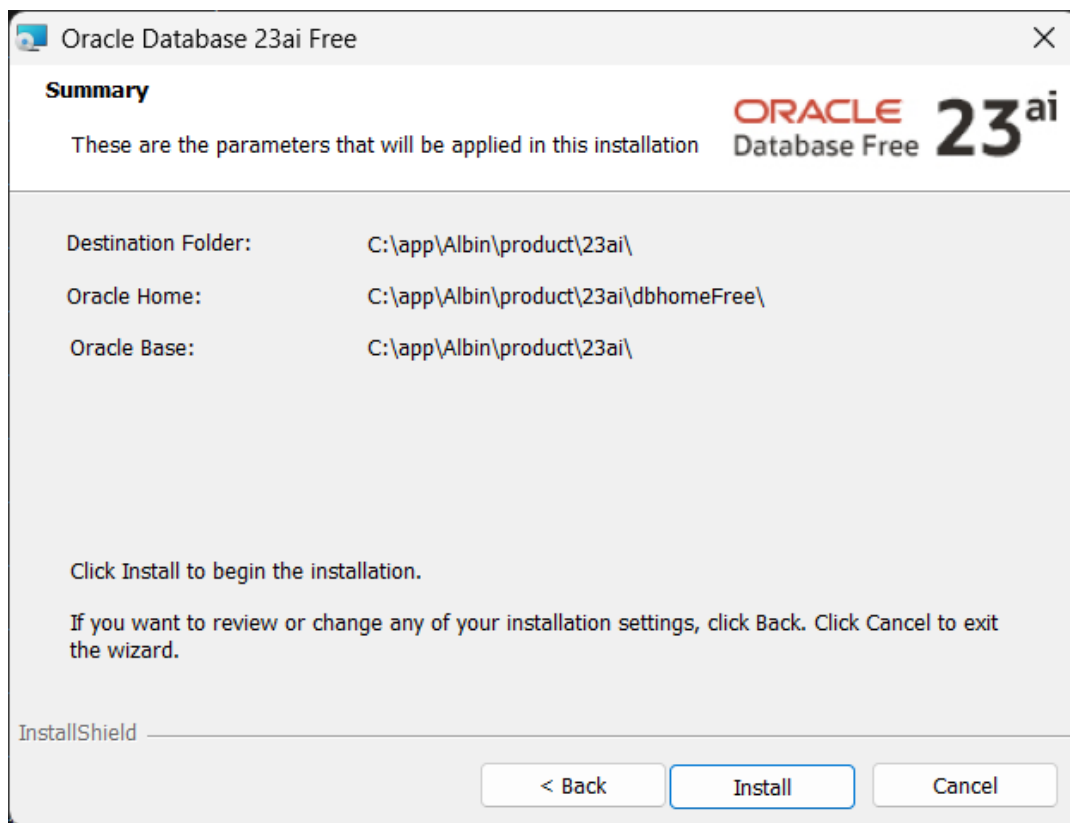 Oracle Database 23ai Free
Summary
These are the parameters that will be applied in this installation
ORACLE
Database Free
23ai
Destination Folder: C:\app\Albin\product\23ai\
Oracle Home: C:\app\Albin\product\23ai\dbhomeFree\
Oracle Base: C:\app\Albin\product\23ai\
Click Install to begin the installation.
If you want to review or change any of your installation settings, click Back. Click Cancel to exit
the wizard.
InstallShield
< Back Install Cancel